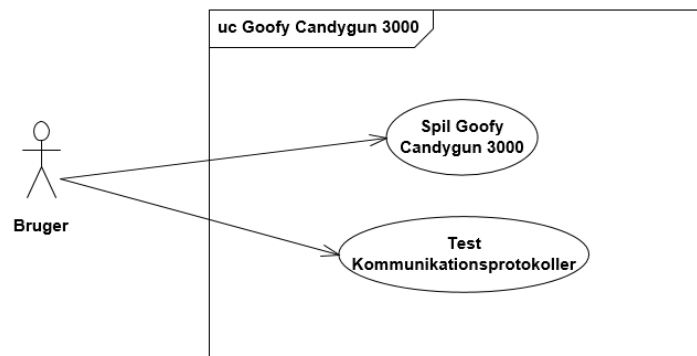 uc Goofy Candygun 3000
Spil Goofy
Candygun 3000
Bruger
Test
Kommunikationsprotokoller